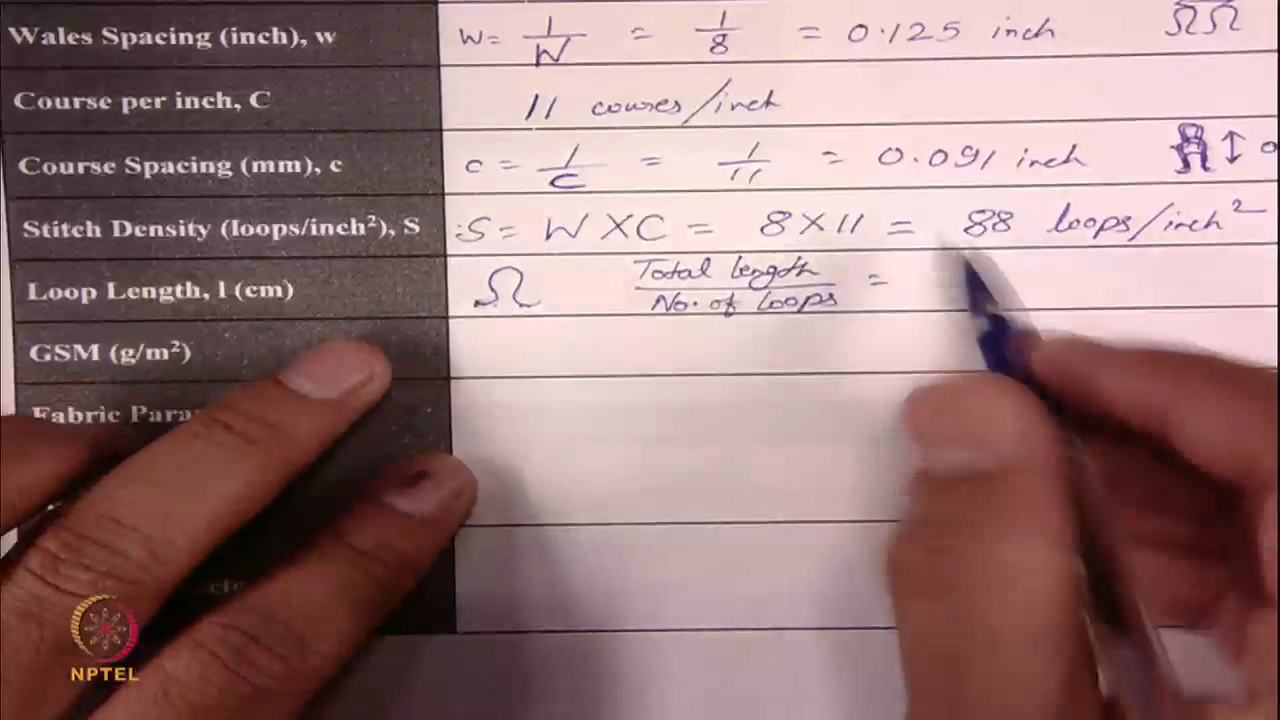 Wales Spacing (inch), w w = 1/W = 1/8 = 0.125 inch
Course per inch, C 11 courses/inch
Course Spacing (mm), c c = 1/C = 1/11 = 0.091 inch
Stitch Density (loops/inch²), S S = W X C = 8 X 11 = 88 loops/inch²
Loop Length, l (cm) Total length / No. of Loops =
GSM (g/m²)
Fabric Para
NPTEL